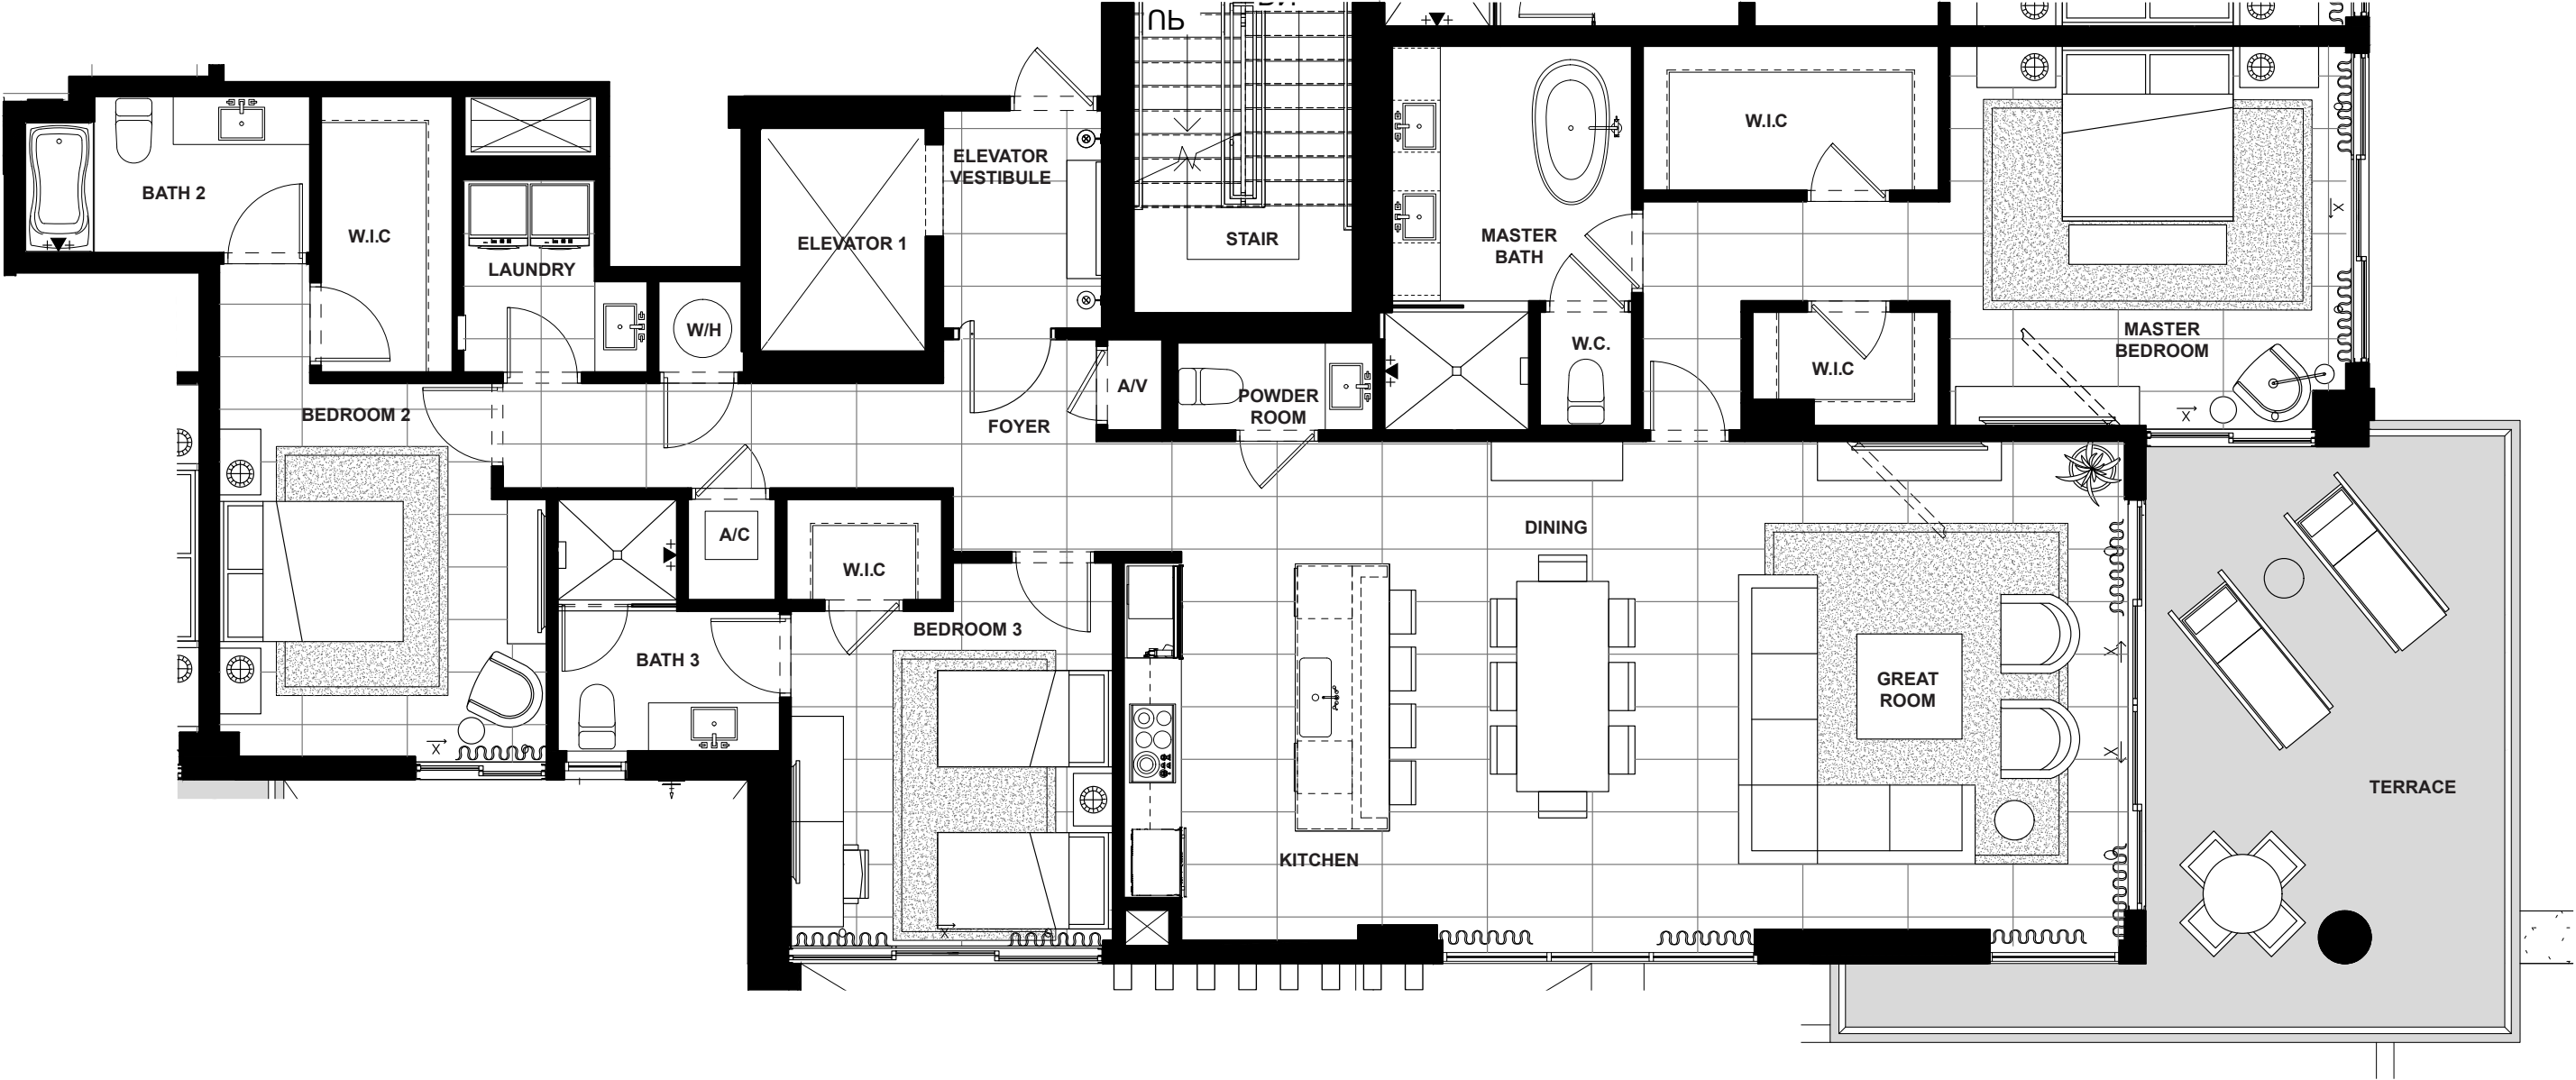 UP
BATH 2
W.I.C
LAUNDRY
W/H
ELEVATOR 1
ELEVATOR
VESTIBULE
STAIR
MASTER
BATH
W.I.C
W.C.
W.I.C
MASTER
BEDROOM
BEDROOM 2
FOYER
A/V
POWDER
ROOM
A/C
W.I.C
DINING
BATH 3
BEDROOM 3
GREAT
ROOM
KITCHEN
TERRACE
X
X
X
X
X
X